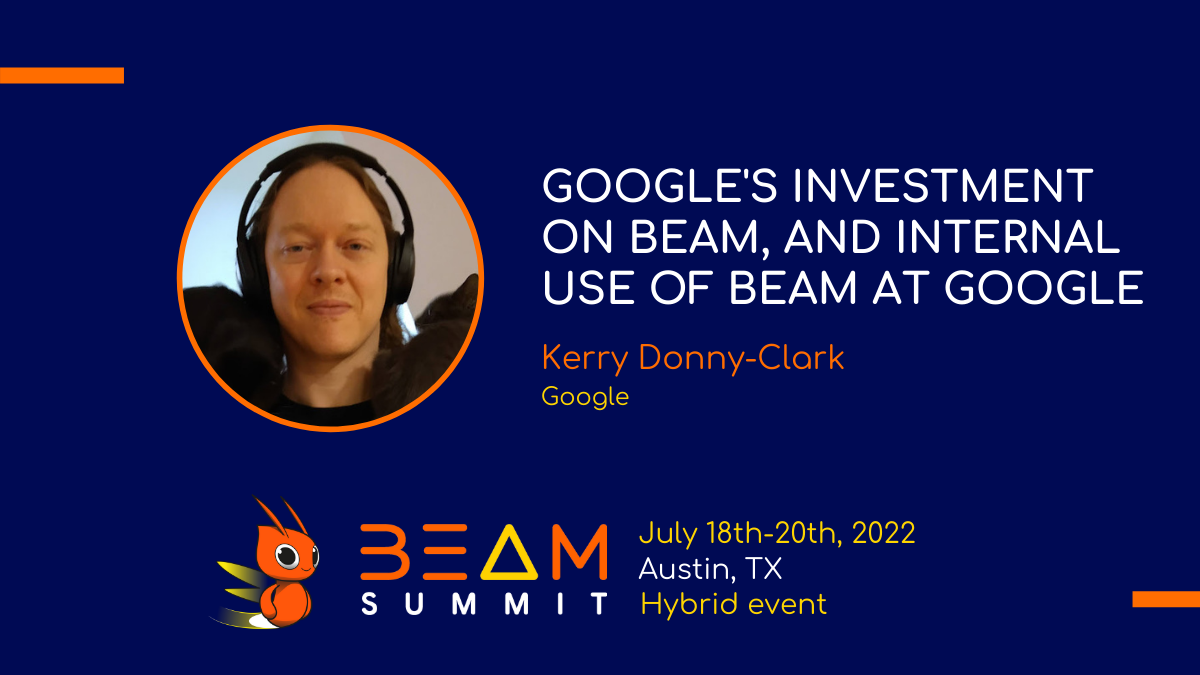 GOOGLE'S INVESTMENT
ON BEAM, AND INTERNAL
USE OF BEAM AT GOOGLE
Kerry Donny-Clark
Google
BEAM
SUMMIT
July 18th-20th, 2022
Austin, TX
Hybrid event